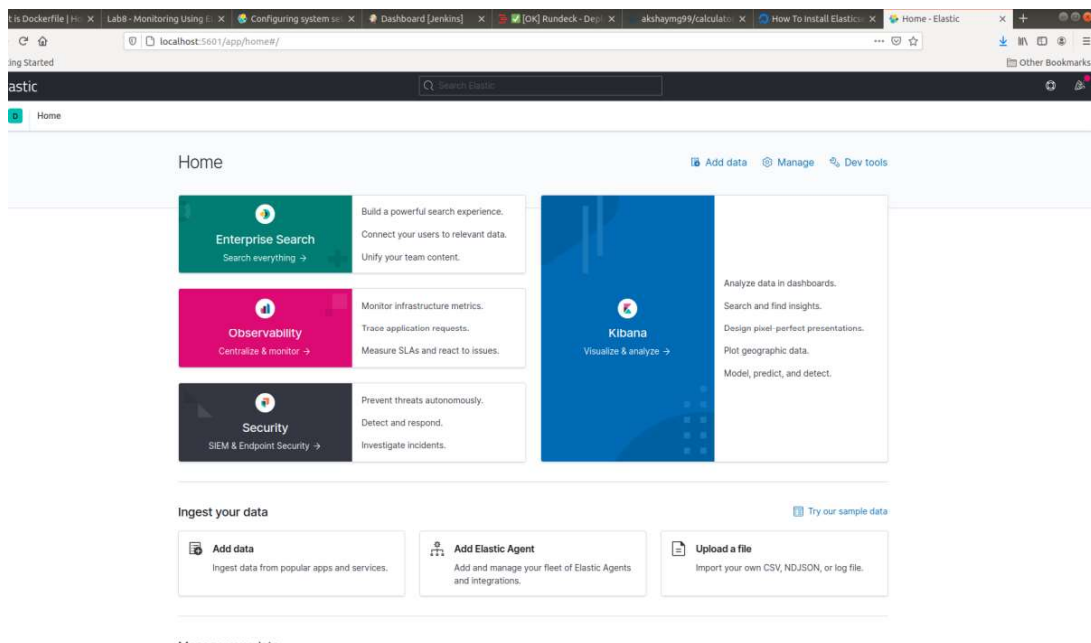 t is Dockerfile | Ho
Lab8 - Monitoring Using El
Configuring system se
Dashboard [Jenkins]
[OK] Rundeck - Depl
akshaymg99/calculato
How To Install Elastics
Home - Elastic
localhost:5601/app/home#/
ing Started
Other Bookmarks
astic
Search Elastic
D Home
Home
Add data
Manage
Dev tools
Enterprise Search
Search everything →
Build a powerful search experience.
Connect your users to relevant data.
Unify your team content.
Observability
Centralize & monitor →
Monitor infrastructure metrics.
Trace application requests.
Measure SLAs and react to issues.
Security
SIEM & Endpoint Security →
Prevent threats autonomously.
Detect and respond.
Investigate incidents.
Kibana
Visualize & analyze →
Analyze data in dashboards.
Search and find insights.
Design pixel-perfect presentations.
Plot geographic data.
Model, predict, and detect.
Ingest your data
Try our sample data
Add data
Ingest data from popular apps and services.
Add Elastic Agent
Add and manage your fleet of Elastic Agents
and integrations.
Upload a file
Import your own CSV, NDJSON, or log file.